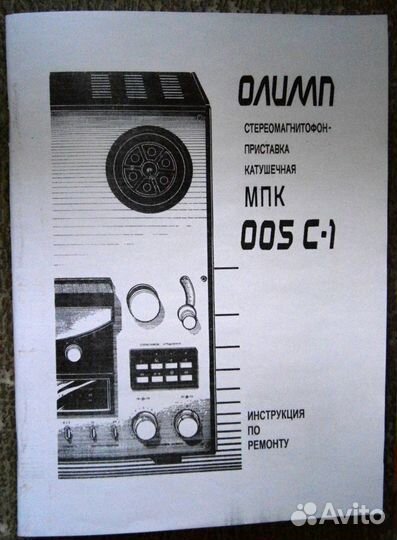 ОЛИМП
СТЕРЕОМАГНИТОФОН-
ПРИСТАВКА
КАТУШЕЧНАЯ
МПК
005 С-1
ИНСТРУКЦИЯ
ПО
РЕМОНТУ
Avito